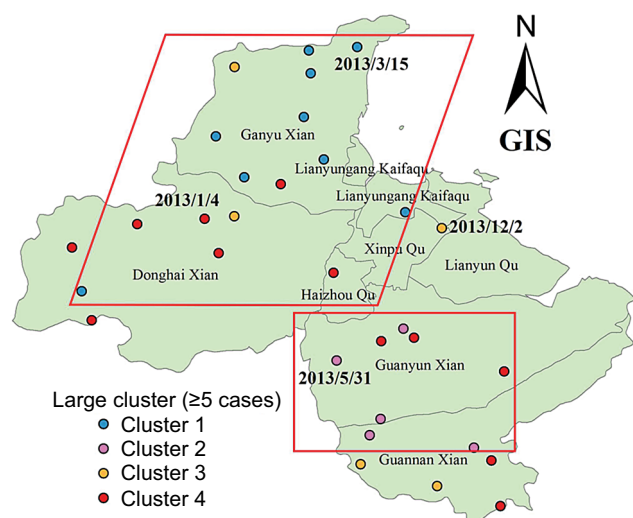 N
2013/3/15
GIS
Ganyu Xian
Lianyungang Kaifaqu
2013/1/4
Lianyungang Kaifaqu
2013/12/2
Xinpu Qu
Lianyun Qu
Donghai Xian
Haizhou Qu
Guanyun Xian
2013/5/31
Large cluster (≥5 cases)
Cluster 1
Cluster 2
Guannan Xian
Cluster 3
Cluster 4